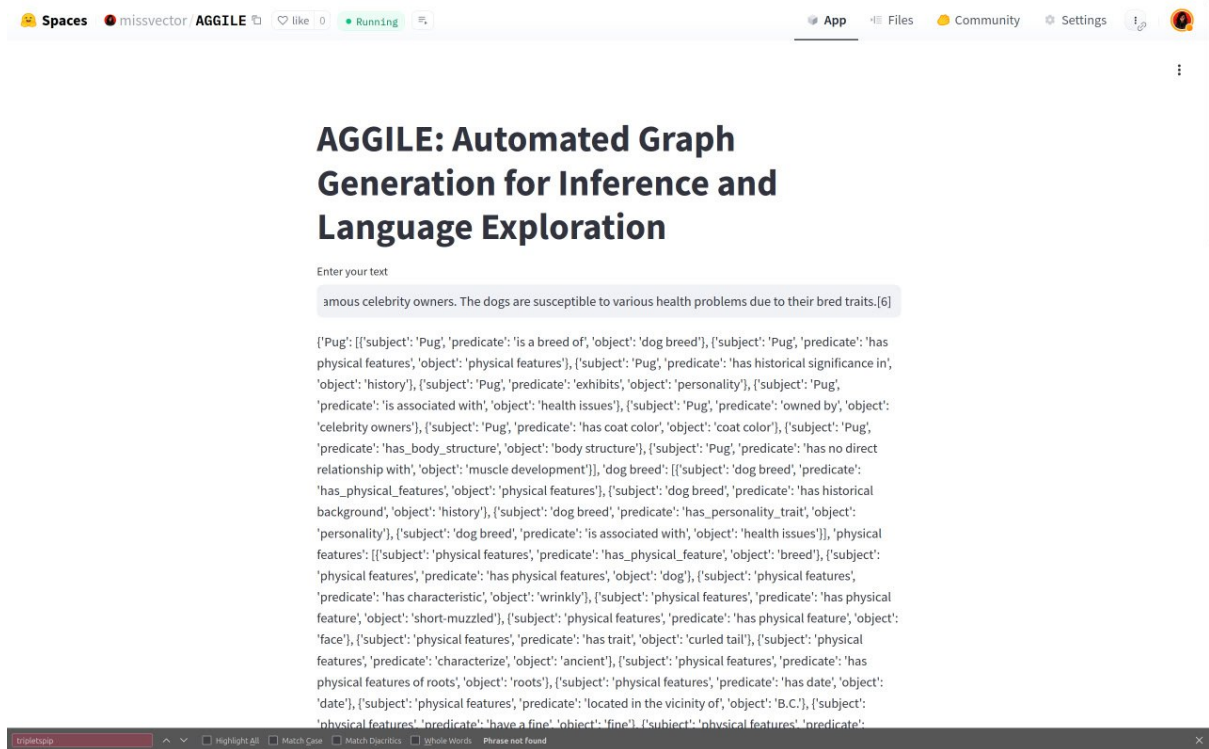 Spaces missvector/AGGILE like 0 Running App Files Community Settings
AGGILE: Automated Graph
Generation for Inference and
Language Exploration
Enter your text
amous celebrity owners. The dogs are susceptible to various health problems due to their bred traits.[6]
{'Pug': [{'subject': 'Pug', 'predicate': 'is a breed of', 'object': 'dog breed'}, {'subject': 'Pug', 'predicate': 'has
physical features', 'object': 'physical features'}, {'subject': 'Pug', 'predicate': 'has historical significance in',
'object': 'history'}, {'subject': 'Pug', 'predicate': 'exhibits', 'object': 'personality'}, {'subject': 'Pug',
'predicate': 'is associated with', 'object': 'health issues'}, {'subject': 'Pug', 'predicate': 'owned by', 'object':
'celebrity owners'}, {'subject': 'Pug', 'predicate': 'has coat color', 'object': 'coat color'}, {'subject': 'Pug',
'predicate': 'has_body_structure', 'object': 'body structure'}, {'subject': 'Pug', 'predicate': 'has no direct
relationship with', 'object': 'muscle development'}], 'dog breed': [{'subject': 'dog breed', 'predicate':
'has_physical_features', 'object': 'physical features'}, {'subject': 'dog breed', 'predicate': 'has historical
background', 'object': 'history'}, {'subject': 'dog breed', 'predicate': 'has_personality_trait', 'object':
'personality'}, {'subject': 'dog breed', 'predicate': 'is associated with', 'object': 'health issues'}], 'physical
features': [{'subject': 'physical features', 'predicate': 'has_physical_feature', 'object': 'breed'}, {'subject':
'physical features', 'predicate': 'has physical features', 'object': 'dog'}, {'subject': 'physical features',
'predicate': 'has characteristic', 'object': 'wrinkly'}, {'subject': 'physical features', 'predicate': 'has physical
feature', 'object': 'short-muzzled'}, {'subject': 'physical features', 'predicate': 'has physical feature', 'object':
'face'}, {'subject': 'physical features', 'predicate': 'has trait', 'object': 'curled tail'}, {'subject': 'physical
features', 'predicate': 'characterize', 'object': 'ancient'}, {'subject': 'physical features', 'predicate': 'has
physical features of roots', 'object': 'roots'}, {'subject': 'physical features', 'predicate': 'has date', 'object':
'date'}, {'subject': 'physical features', 'predicate': 'located in the vicinity of', 'object': 'B.C.'}, {'subject':
'physical features', 'predicate': 'have a fine', 'object': 'fine'}, {'subject': 'physical features', 'predicate':
tripletspip Highlight All Match Case Match Diacritics Whole Words Phrase not found